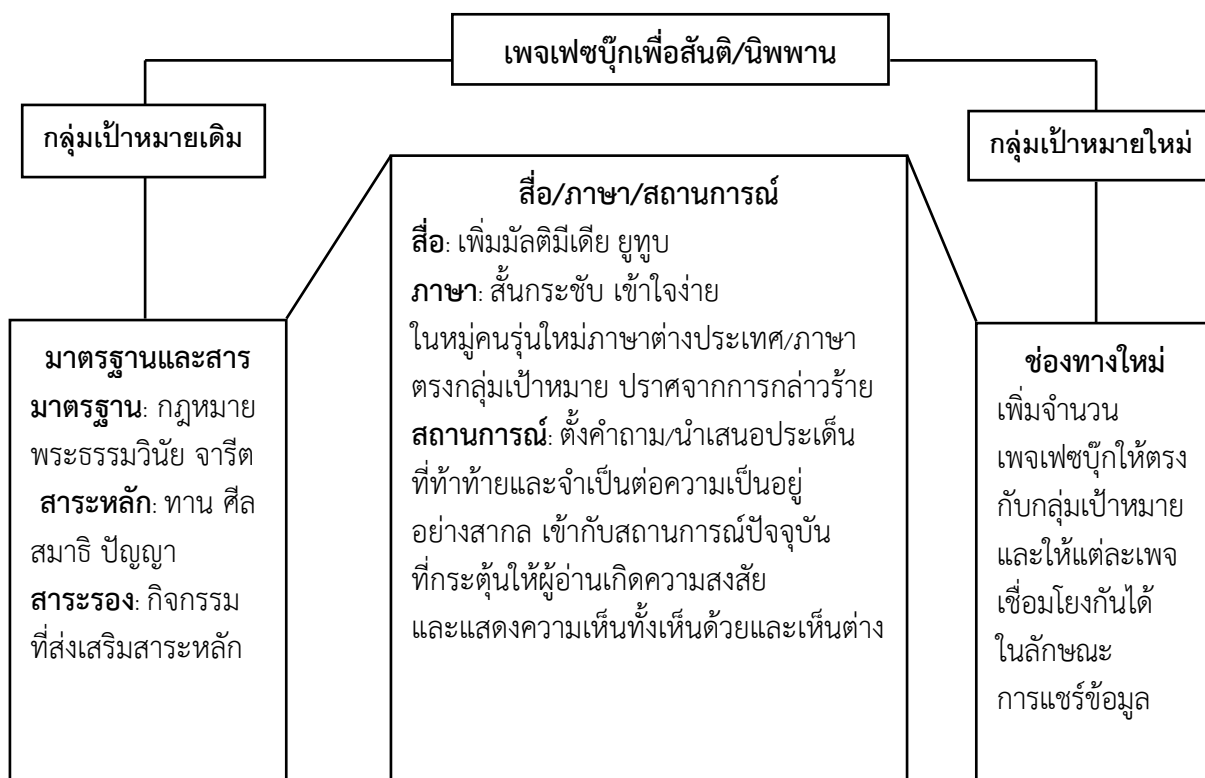 เพจเฟซบุ๊กเพื่อสันติ/นิพพาน
กลุ่มเป้าหมายเดิม
กลุ่มเป้าหมายใหม่
มาตรฐานและสาร
มาตรฐาน: กฎหมาย
พระธรรมวินัย จารีต
สาระหลัก: ทาน ศีล
สมาธิ ปัญญา
สาระรอง: กิจกรรม
ที่ส่งเสริมสาระหลัก
สื่อ/ภาษา/สถานการณ์
สื่อ: เพิ่มมัลติมีเดีย ยูทูบ
ภาษา: สั้นกระชับ เข้าใจง่าย
ในหมู่คนรุ่นใหม่ภาษาต่างประเทศ/ภาษา
ตรงกลุ่มเป้าหมาย ปราศจากการกล่าวร้าย
สถานการณ์: ตั้งคำถาม/นำเสนอประเด็น
ที่ท้าทายและจำเป็นต่อความเป็นอยู่
อย่างสากล เข้ากับสถานการณ์ปัจจุบัน
ที่กระตุ้นให้ผู้อ่านเกิดความสงสัย
และแสดงความเห็นทั้งเห็นด้วยและเห็นต่าง
ช่องทางใหม่
เพิ่มจำนวน
เพจเฟซบุ๊กให้ตรง
กับกลุ่มเป้าหมาย
และให้แต่ละเพจ
เชื่อมโยงกันได้
ในลักษณะ
การแชร์ข้อมูล